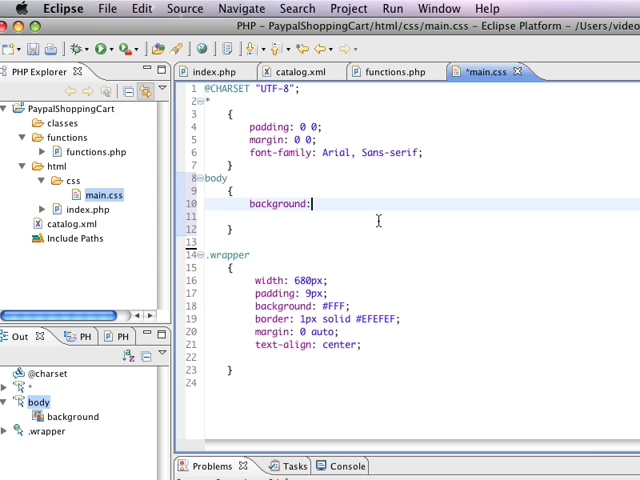 Eclipse File Edit Source Navigate Search Project Run Window Help
PHP - PaypalShoppingCart/html/css/main.css - Eclipse Platform - /Users/video
PHP Explorer
index.php catalog.xml functions.php *main.css
PaypalShoppingCart
classes
functions
functions.php
html
css
main.css
index.php
catalog.xml
Include Paths
1 @CHARSET "UTF-8";
2 *
3 {
4 padding: 0 0;
5 margin: 0 0;
6 font-family: Arial, Sans-serif;
7 }
8 body
9 {
10 background:
11
12 }
13
14 .wrapper
15 {
16 width: 680px;
17 padding: 9px;
18 background: #FFF;
19 border: 1px solid #EFEFEF;
20 margin: 0 auto;
21 text-align: center;
22
23 }
24
Out PH PH
@charset
*
body
background
.wrapper
Problems Tasks Console